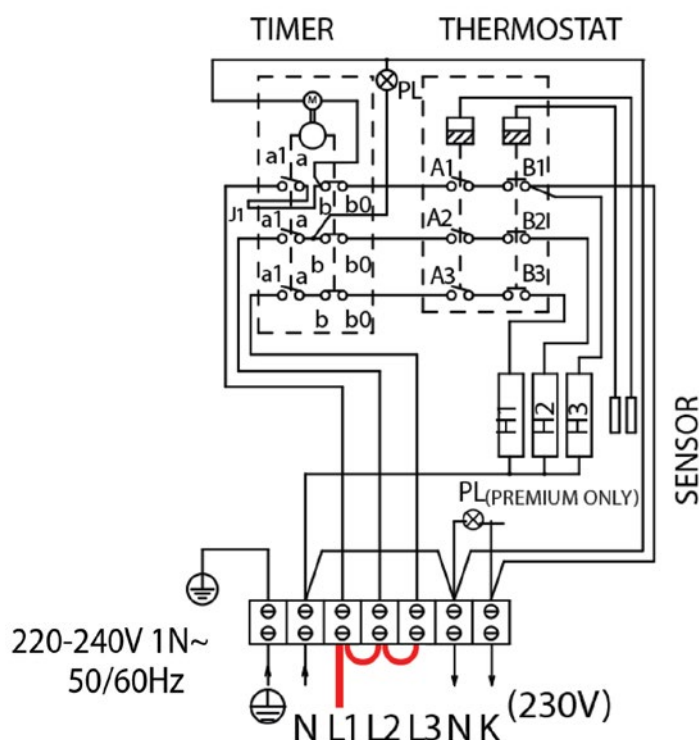 TIMER THERMOSTAT
M
PL
a1 a A1 B1
J1 b b0
a1 a A2 B2
b b0
a1 a A3 B3
b b0
H1 H2 H3
SENSOR
PL(PREMIUM ONLY)
220-240V 1N~
50/60Hz
N L1 L2 L3 N K (230V)